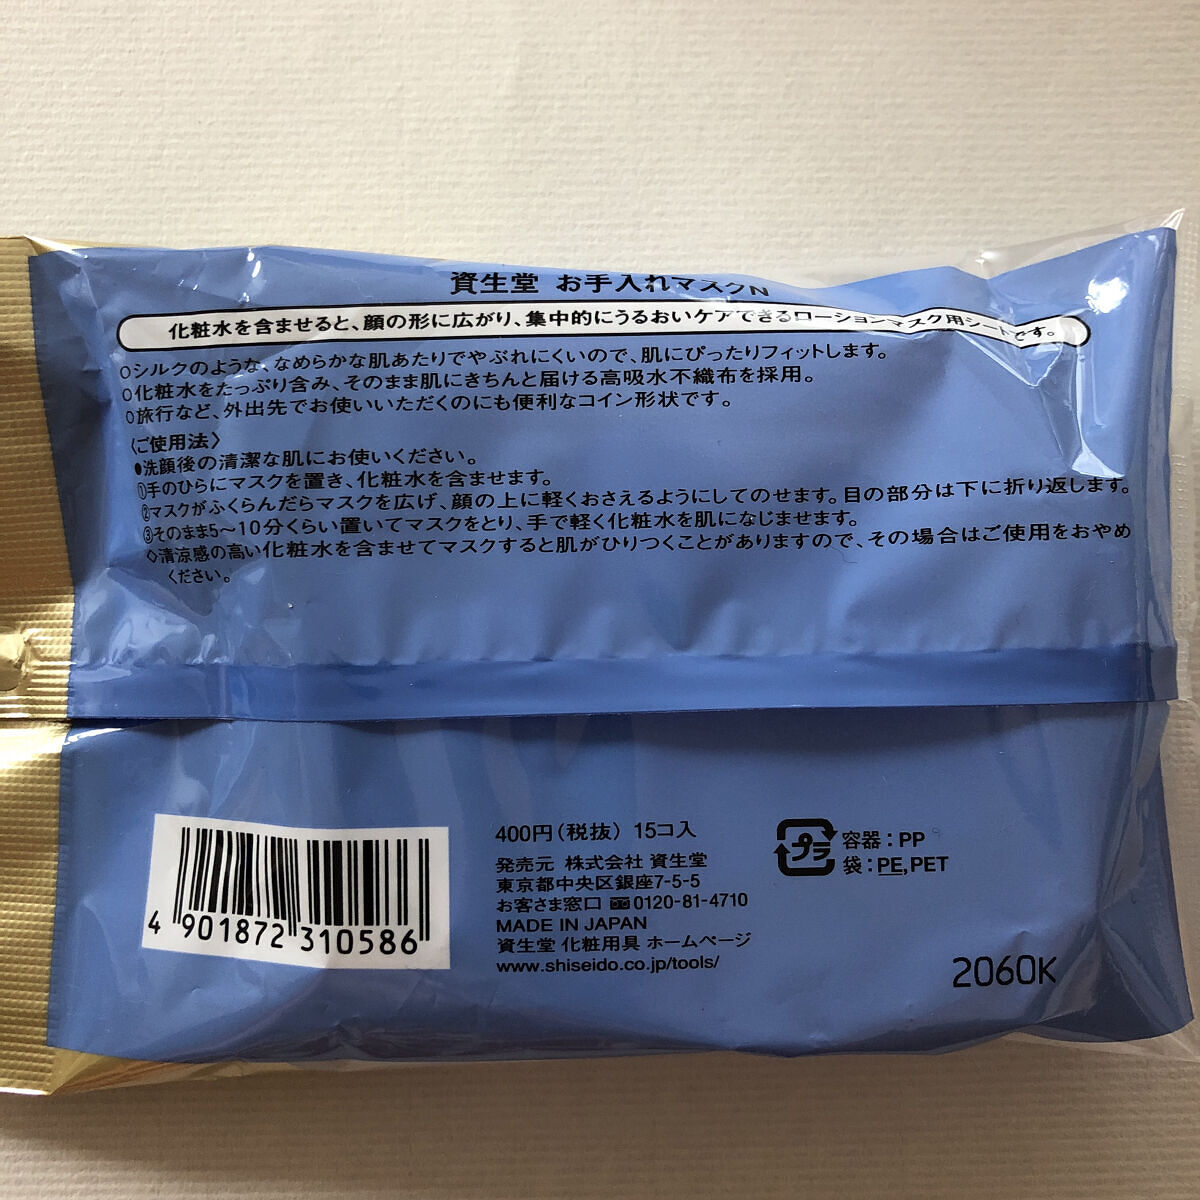 資生堂 お手入れマスクN
化粧水を含ませると、顔の形に広がり、集中的にうるおいケアできるローションマスク用シートです。
○シルクのような、なめらかな肌あたりでやぶれにくいので、肌にぴったりフィットします。
○化粧水をたっぷり含み、そのまま肌にきちんと届ける高吸水不織布を採用。
○旅行など、外出先でお使いいただくのにも便利なコイン形状です。
〈ご使用法〉
●洗顔後の清潔な肌にお使いください。
①手のひらにマスクを置き、化粧水を含ませます。
②マスクがふくらんだらマスクを広げ、顔の上に軽くおさえるようにしてのせます。目の部分は下に折り返します。
③そのまま5〜10分くらい置いてマスクをとり、手で軽く化粧水を肌になじませます。
◇清涼感の高い化粧水を含ませてマスクすると肌がひりつくことがありますので、その場合はご使用をおやめ
ください。
4 901872 310586
400円(税抜) 15コ入
発売元 株式会社 資生堂
東京都中央区銀座7-5-5
お客さま窓口 0120-81-4710
MADE IN JAPAN
資生堂 化粧用具 ホームページ
www.shiseido.co.jp/tools/
プラ
容器：PP
袋：PE,PET
2060K